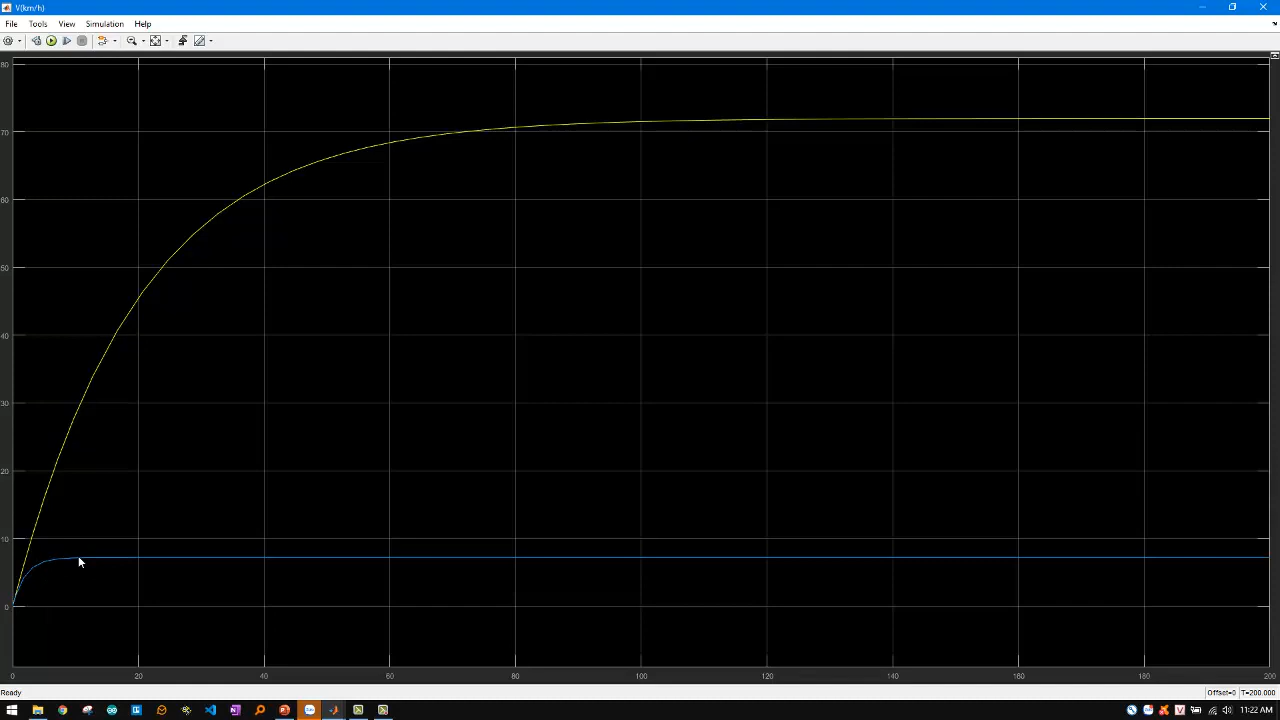 V(km/h)
File Tools View Simulation Help
80
70
60
50
40
30
20
10
0
0 20 40 60 80 100 120 140 160 180 200
Ready Offset=0 T=200.000
11:22 AM